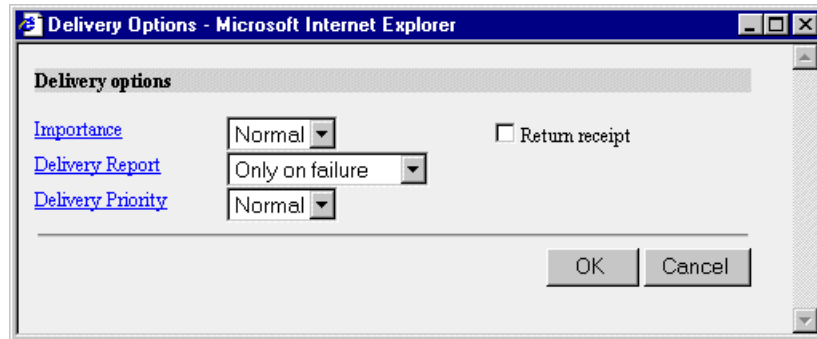 Delivery Options - Microsoft Internet Explorer
Delivery options
Importance Normal Return receipt
Delivery Report Only on failure
Delivery Priority Normal
OK Cancel